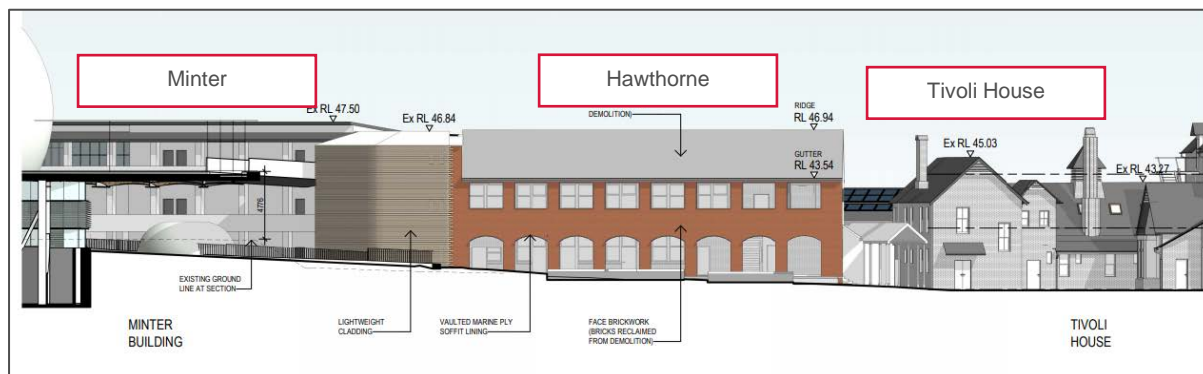 Minter
Hawthorne
Tivoli House
Ex RL 47.50
Ex RL 46.84
DEMOLITION)
RIDGE
RL 46.94
GUTTER
RL 43.54
Ex RL 45.03
Ex RL 43.27
4776
EXISTING GROUND
LINE AT SECTION
MINTER
BUILDING
LIGHTWEIGHT
CLADDING
VAULTED MARINE PLY
SOFFIT LINING
FACE BRICKWORK
(BRICKS RECLAIMED
FROM DEMOLITION)
TIVOLI
HOUSE